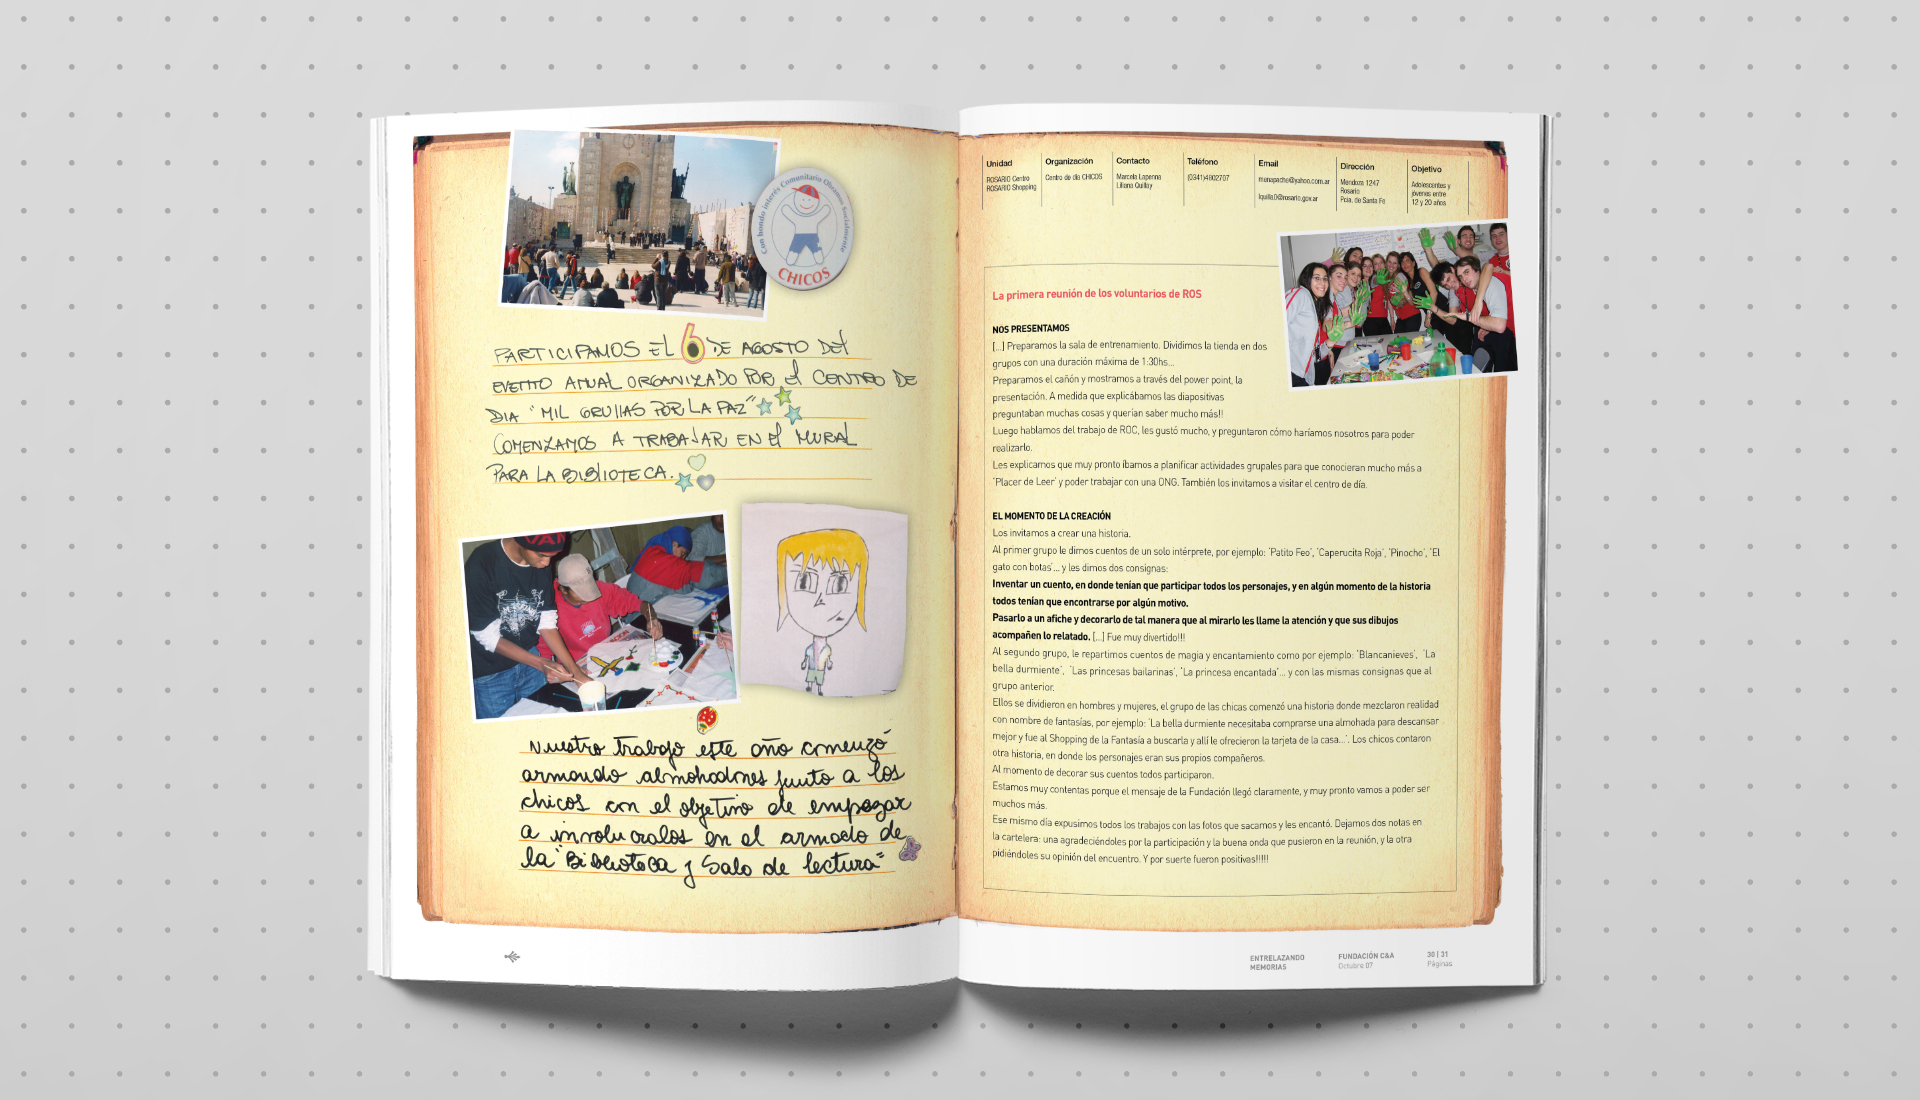 Con hondo interés Comunitario Obramos Socialmente
CHICOS
PARTICIPAMOS EL 6 DE AGOSTO DEL
EVENTO ANUAL ORGANIZADO POR El CENTRO DE
DIA "MIL GRULLAS POR LA PAZ"
COMENZAMOS A TRABAJAR EN El MURAL
PARA LA BIBLIOTECA.
VAN
Nuestro trabajo este año comenzó
armando almohadones junto a los
chicos con el objetivo de empezar
a involucralos en el armado de
la "Biblioteca y Sala de lectura"
Unidad
ROSARIO Centro
ROSARIO Shopping
Organización
Centro de día CHICOS
Contacto
Marcela Lapenna
Liliana Quillay
Teléfono
(0341)4802707
Email
merepache@yahoo.com.ar
lquilla0@rosario.gov.ar
Dirección
Mendoza 1247
Rosario
Pcia. de Santa Fe
Objetivo
Adolescentes y
jóvenes entre
12 y 20 años
La primera reunión de los voluntarios de ROS
NOS PRESENTAMOS
[...] Preparamos la sala de entrenamiento. Dividimos la tienda en dos
grupos con una duración máxima de 1:30hs...
Preparamos el cañón y mostramos a través del power point, la
presentación. A medida que explicábamos las diapositivas
preguntaban muchas cosas y querían saber mucho más!!
Luego hablamos del trabajo de ROC, les gustó mucho, y preguntaron cómo haríamos nosotros para poder
realizarlo.
Les explicamos que muy pronto íbamos a planificar actividades grupales para que conocieran mucho más a
'Placer de Leer' y poder trabajar con una ONG. También los invitamos a visitar el centro de día.
EL MOMENTO DE LA CREACIÓN
Los invitamos a crear una historia.
Al primer grupo le dimos cuentos de un solo intérprete, por ejemplo: 'Patito Feo', 'Caperucita Roja', 'Pinocho', 'El
gato con botas'... y les dimos dos consignas:
Inventar un cuento, en donde tenían que participar todos los personajes, y en algún momento de la historia
todos tenían que encontrarse por algún motivo.
Pasarlo a un afiche y decorarlo de tal manera que al mirarlo les llame la atención y que sus dibujos
acompañen lo relatado. [...] Fue muy divertido!!!
Al segundo grupo, le repartimos cuentos de magia y encantamiento como por ejemplo: 'Blancanieves', 'La
bella durmiente', 'Las princesas bailarinas', 'La princesa encantada'... y con las mismas consignas que al
grupo anterior.
Ellos se dividieron en hombres y mujeres, el grupo de las chicas comenzó una historia donde mezclaron realidad
con nombre de fantasías, por ejemplo: 'La bella durmiente necesitaba comprarse una almohada para descansar
mejor y fue al Shopping de la Fantasía a buscarla y allí le ofrecieron la tarjeta de la casa...'. Los chicos contaron
otra historia, en donde los personajes eran sus propios compañeros.
Al momento de decorar sus cuentos todos participaron.
Estamos muy contentas porque el mensaje de la Fundación llegó claramente, y muy pronto vamos a poder ser
muchos más.
Ese mismo día expusimos todos los trabajos con las fotos que sacamos y les encantó. Dejamos dos notas en
la cartelera: una agradeciéndoles por la participación y la buena onda que pusieron en la reunión, y la otra
pidiéndoles su opinión del encuentro. Y por suerte fueron positivas!!!!!
ENTRELAZANDO
MEMORIAS
FUNDACIÓN C&A
Octubre 07
30 | 31
Páginas